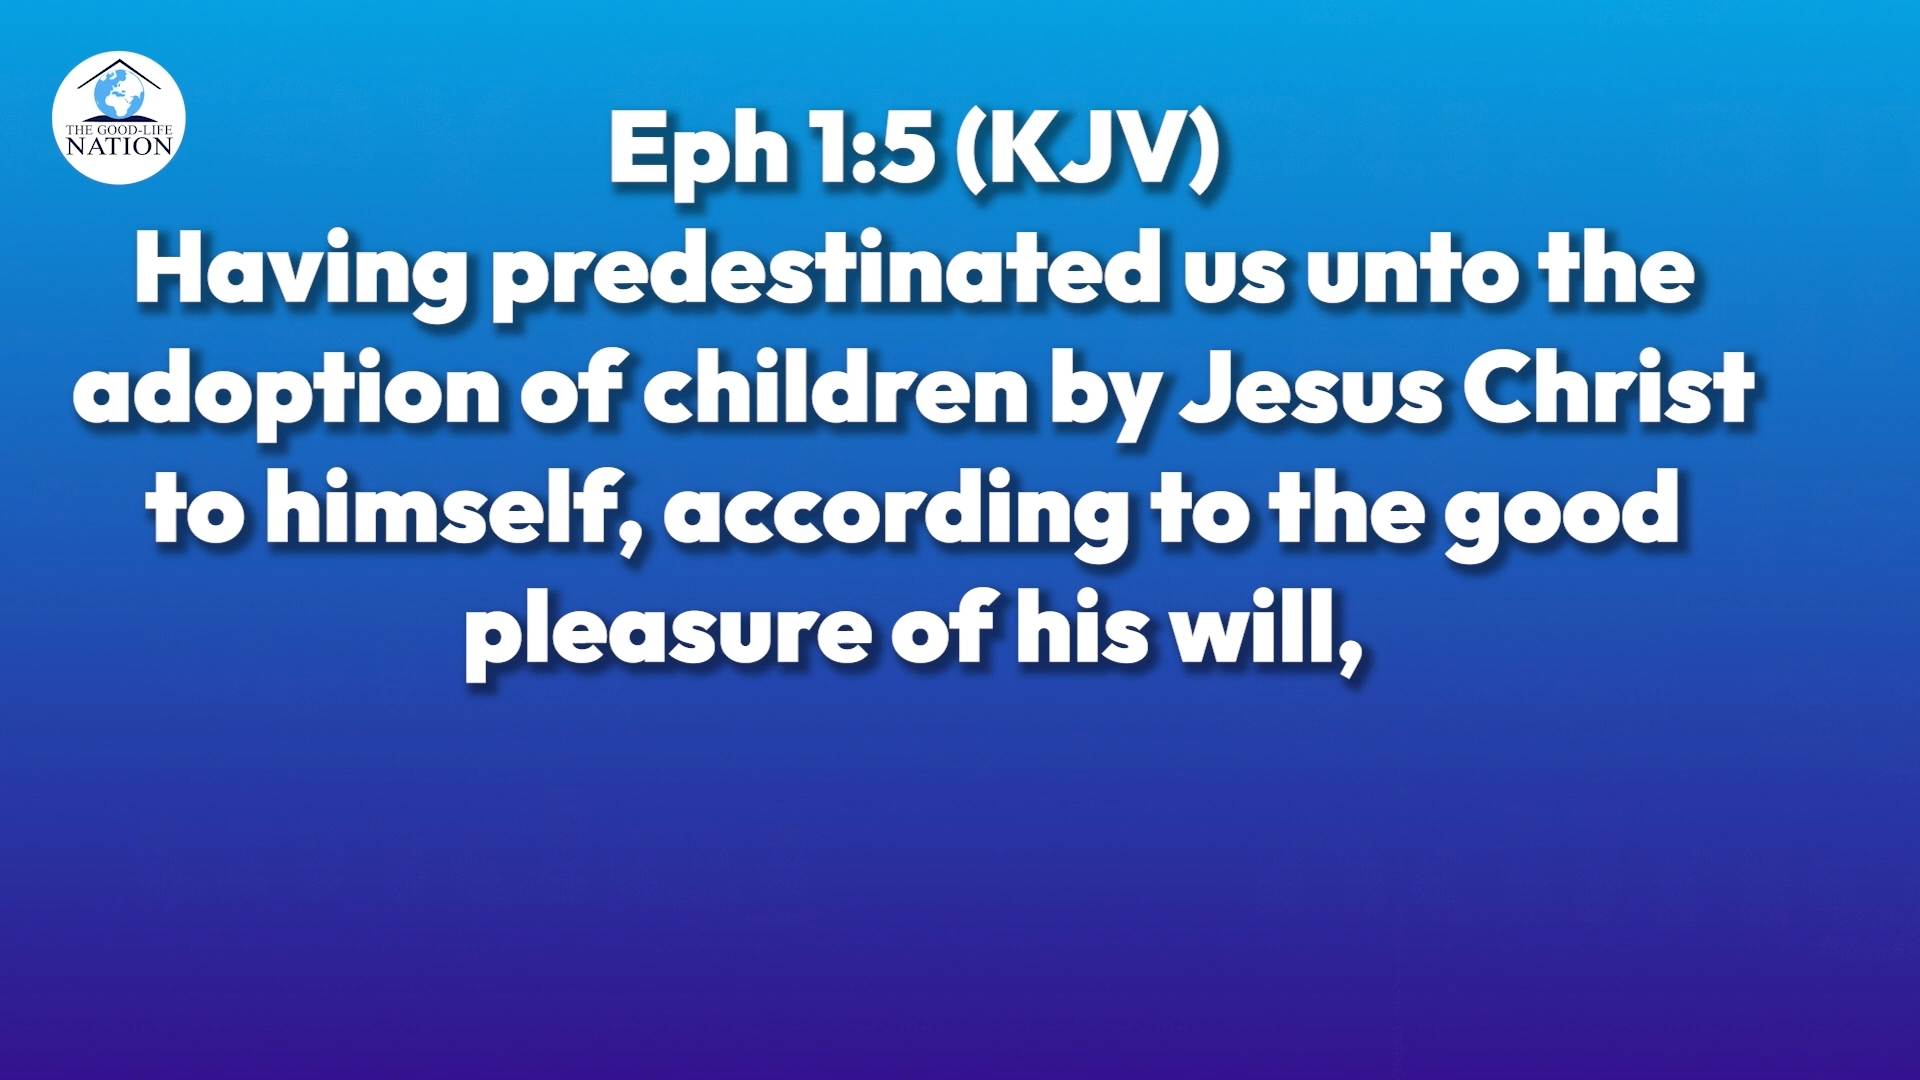 THE GOOD-LIFE
NATION
Eph 1:5 (KJV)
Having predestinated us unto the
adoption of children by Jesus Christ
to himself, according to the good
pleasure of his will,